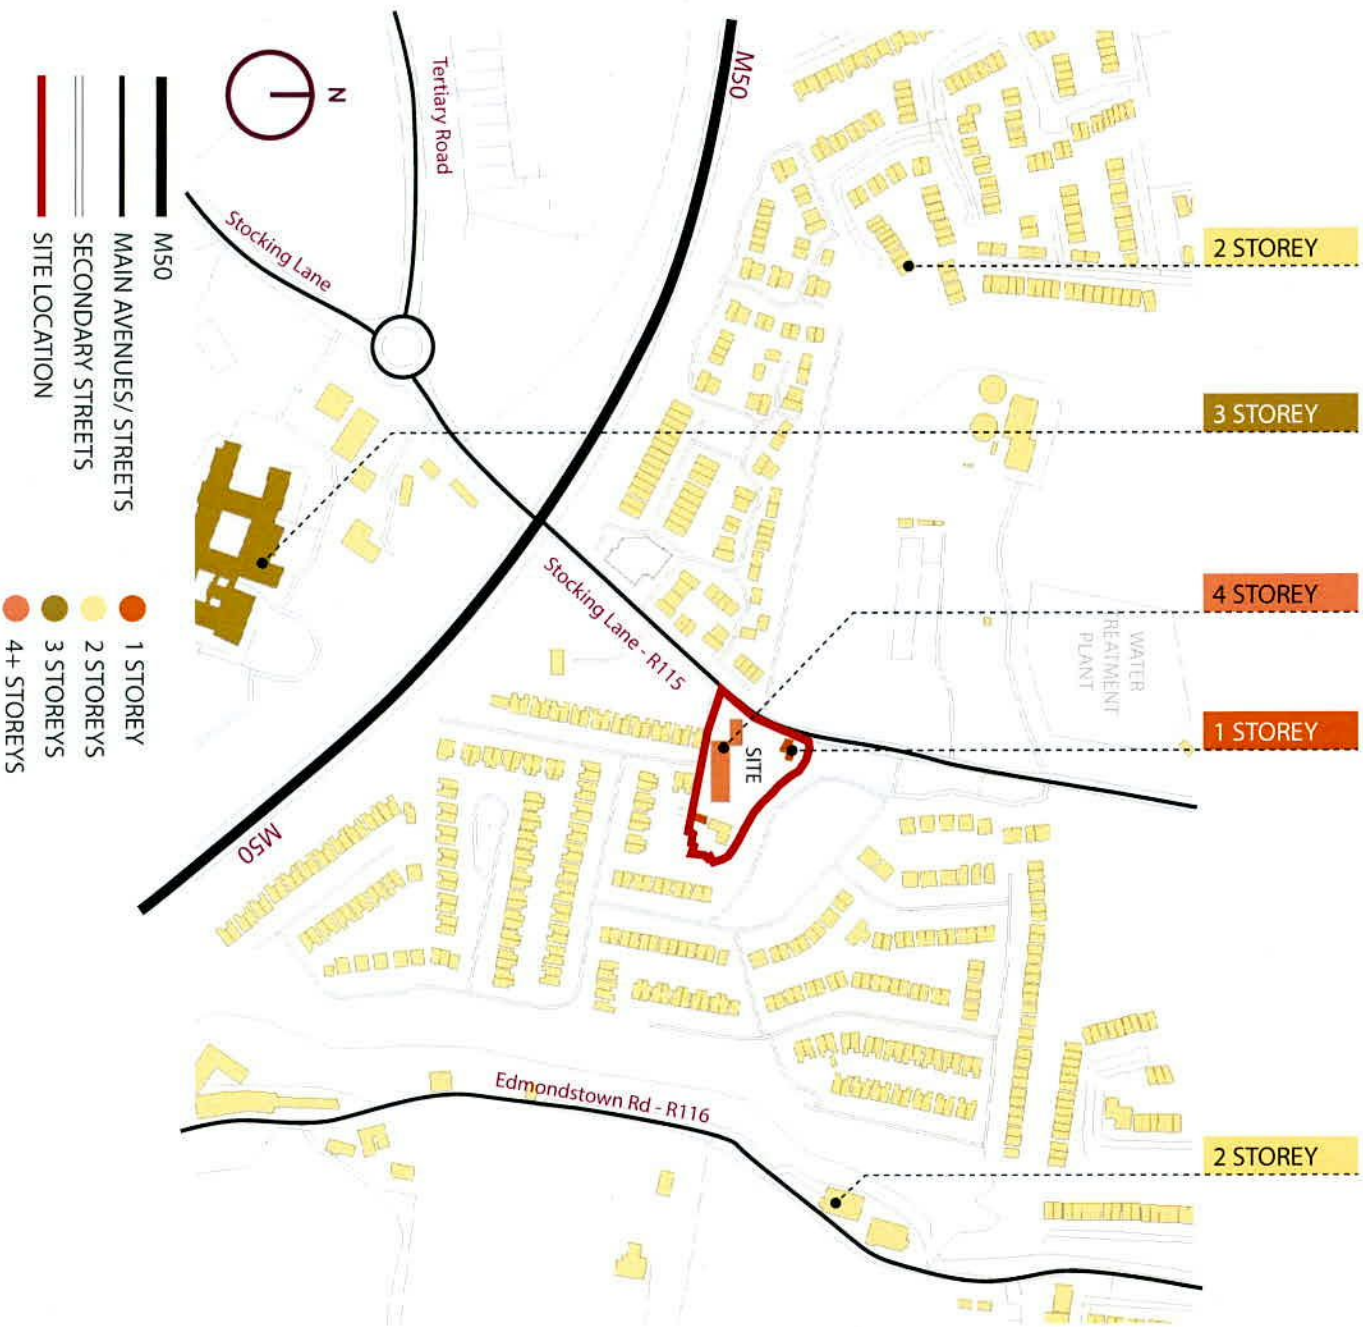 2 STOREY
3 STOREY
4 STOREY
1 STOREY
2 STOREY
M50
Tertiary Road
N
Stocking Lane
Stocking Lane - R115
WATER
REATMENT
PLANT
SITE
M50
Edmondstown Rd - R116
M50
MAIN AVENUES/ STREETS
SECONDARY STREETS
SITE LOCATION
1 STOREY
2 STOREYS
3 STOREYS
4+ STOREYS